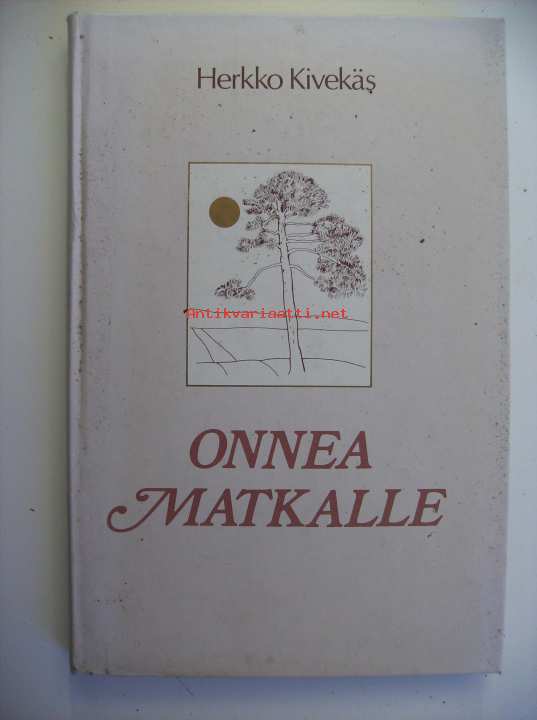 Herkko Kivekäs
Antikvariaatti.net
ONNEA
MATKALLE